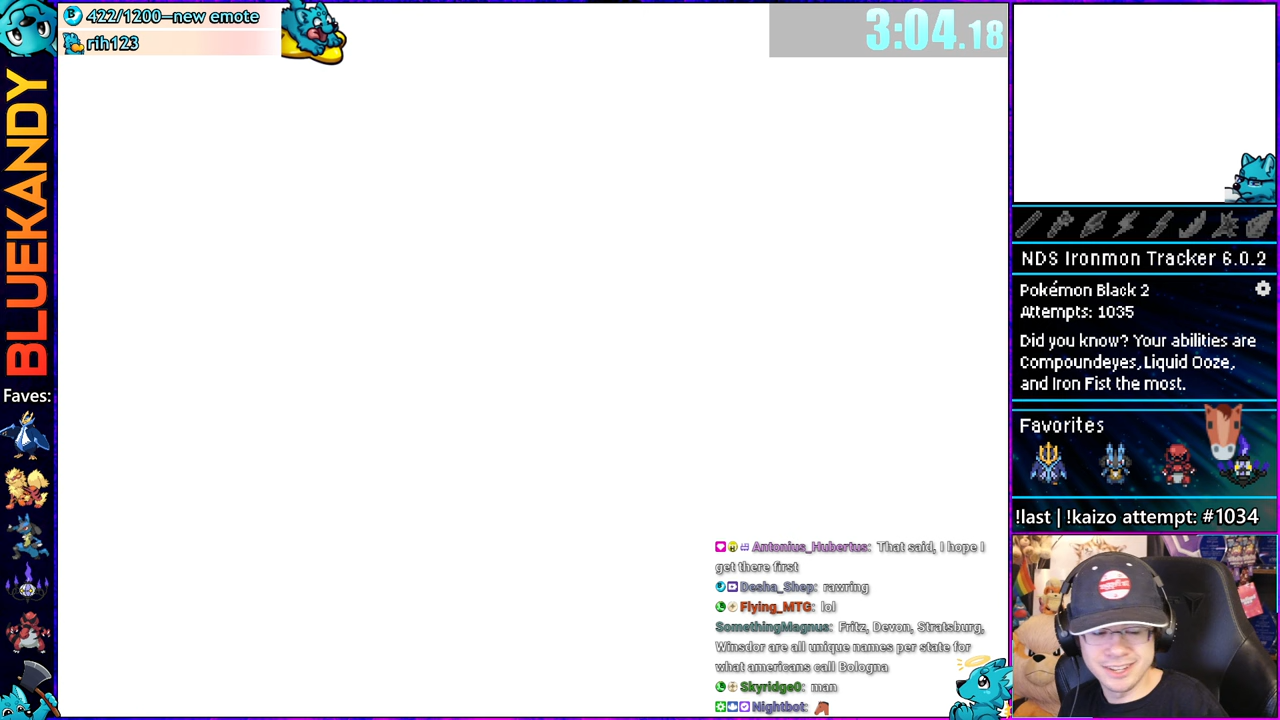 422/1200-new emote
rih123
3:04.18
BLUEKANDY
Faves:
NDS Ironmon Tracker 6.0.2
Pokémon Black 2
Attempts: 1035
Did you know? Your abilities are
Compoundeyes, Liquid Ooze,
and Iron Fist the most.
Favorites
!last | !kaizo attempt: #1034
Antonius_Hubertus: That said, I hope I
get there first
Desha_Shep: rawring
Flying_MTG: lol
SomethingMagnus: Fritz, Devon, Stratsburg,
Winsdor are all unique names per state for
what americans call Bologna
Skyridge0: man
Nightbot: